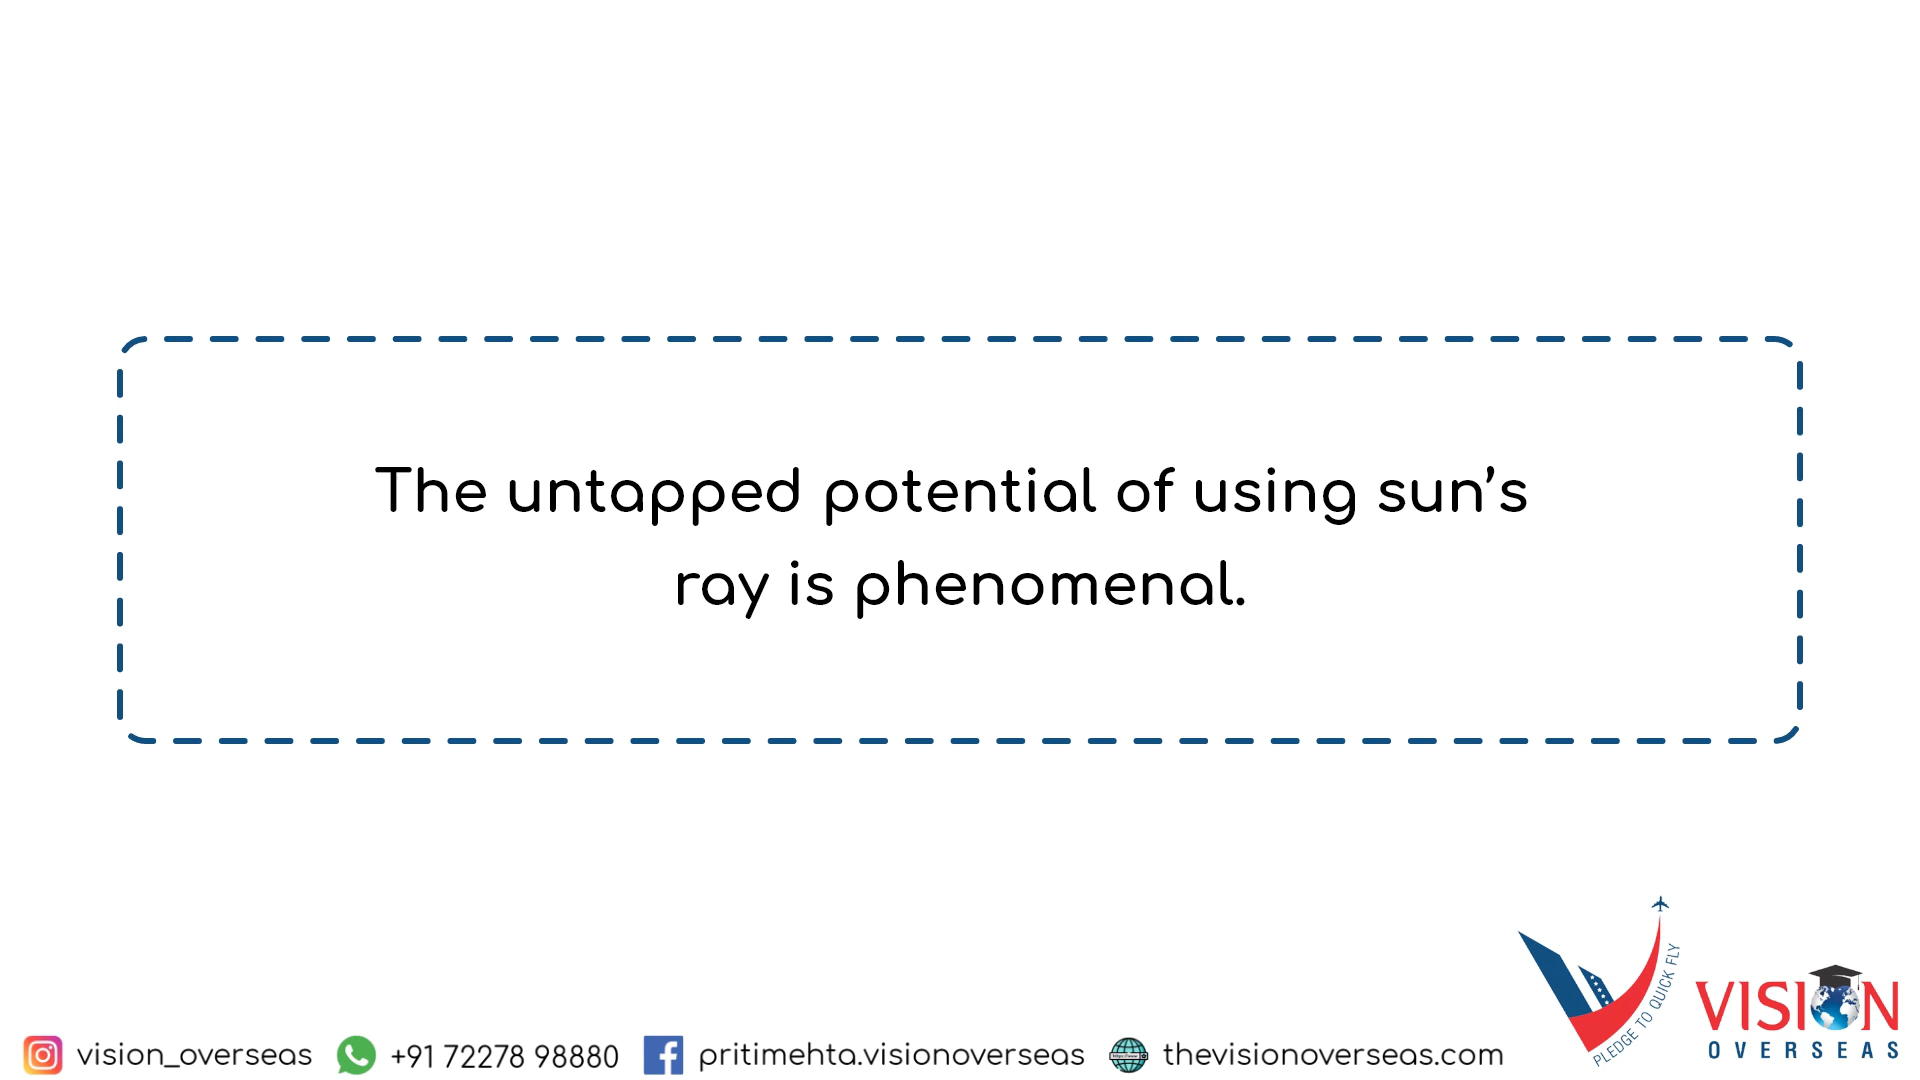 The untapped potential of using sun’s
ray is phenomenal.
PLEDGE TO QUICK FLY
VISION
OVERSEAS
vision_overseas
+91 72278 98880
pritimehta.visionoverseas
thevisionoverseas.com